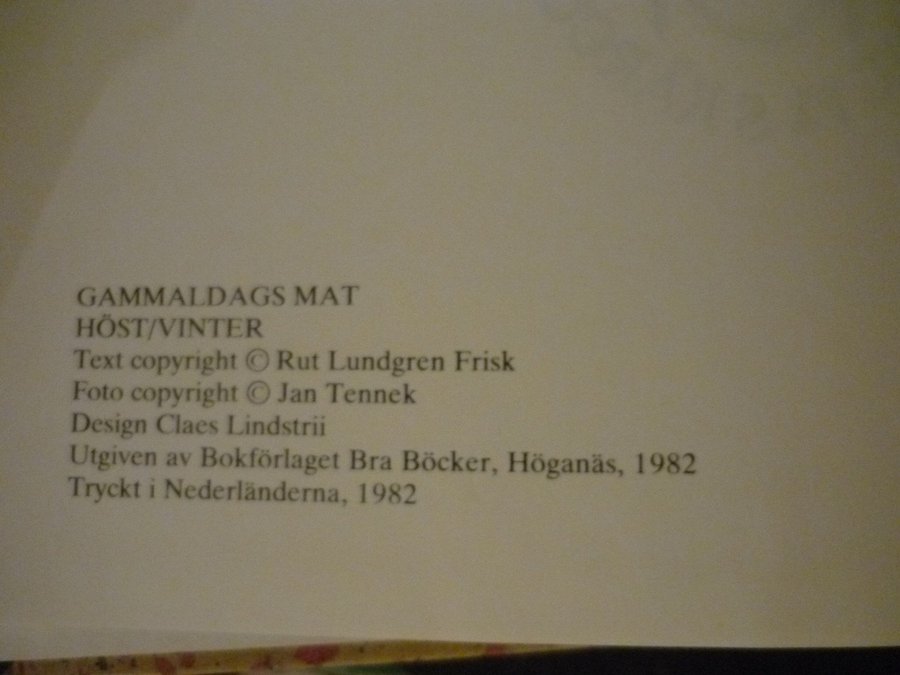 GAMMALDAGS MAT
HÖST/VINTER
Text copyright © Rut Lundgren Frisk
Foto copyright © Jan Tennek
Design Claes Lindstrii
Utgiven av Bokförlaget Bra Böcker, Höganäs, 1982
Tryckt i Nederländerna, 1982